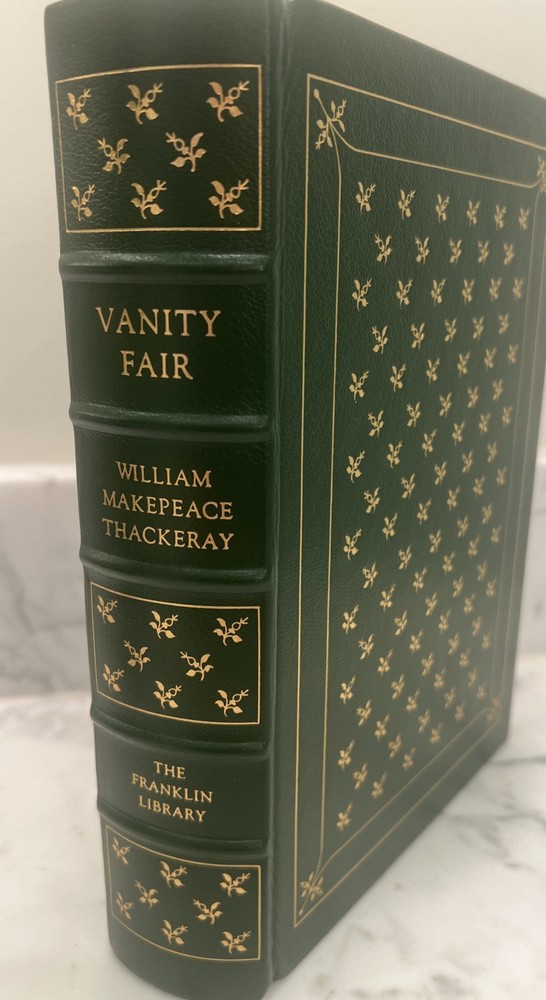 VANITY
FAIR
WILLIAM
MAKEPEACE
THACKERAY
THE
FRANKLIN
LIBRARY